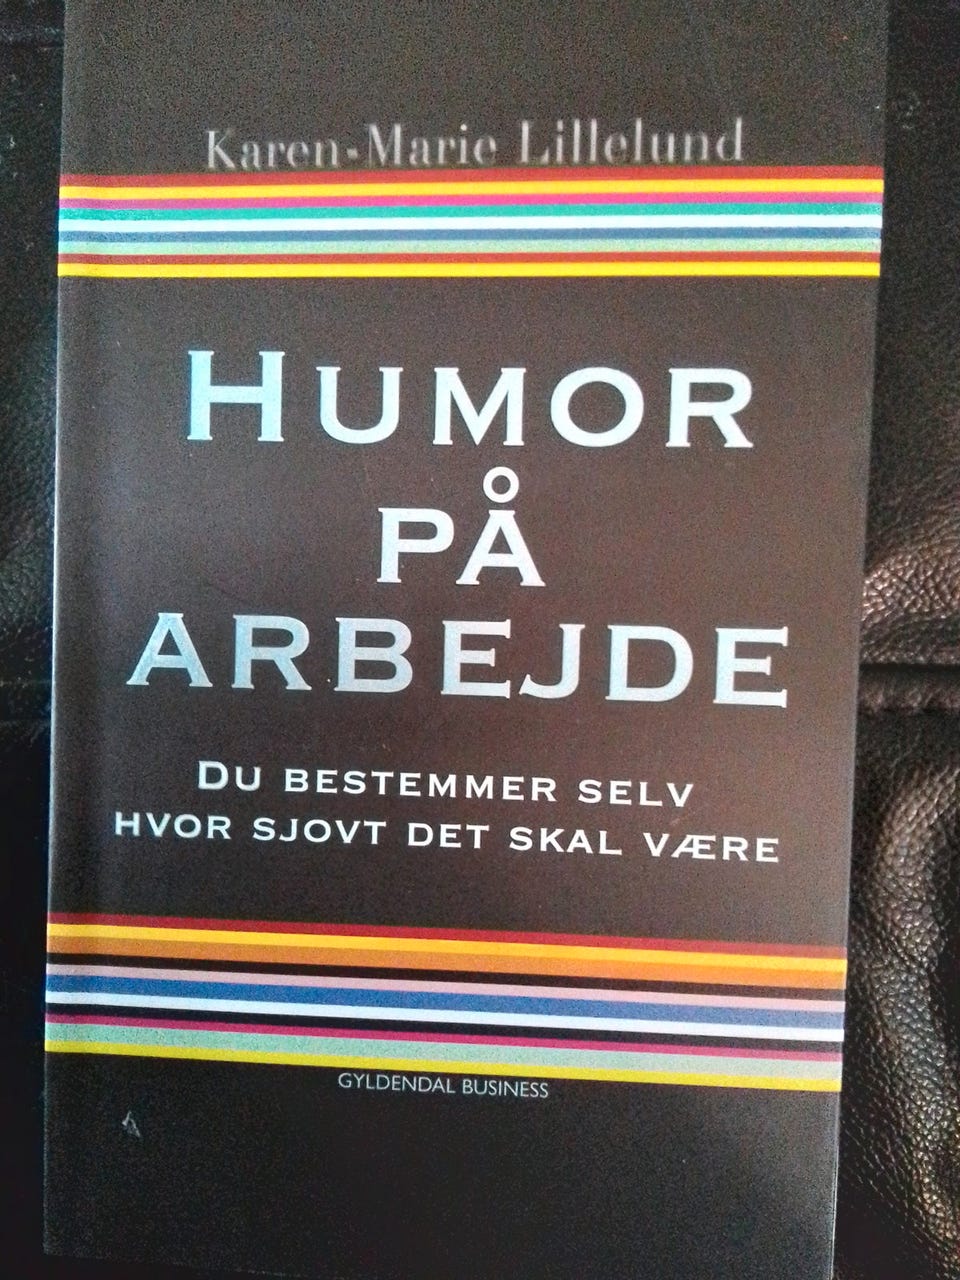 Karen-Marie Lillelund
HUMOR
PÅ
ARBEJDE
DU BESTEMMER SELV
HVOR SJOVT DET SKAL VÆRE
GYLDENDAL BUSINESS